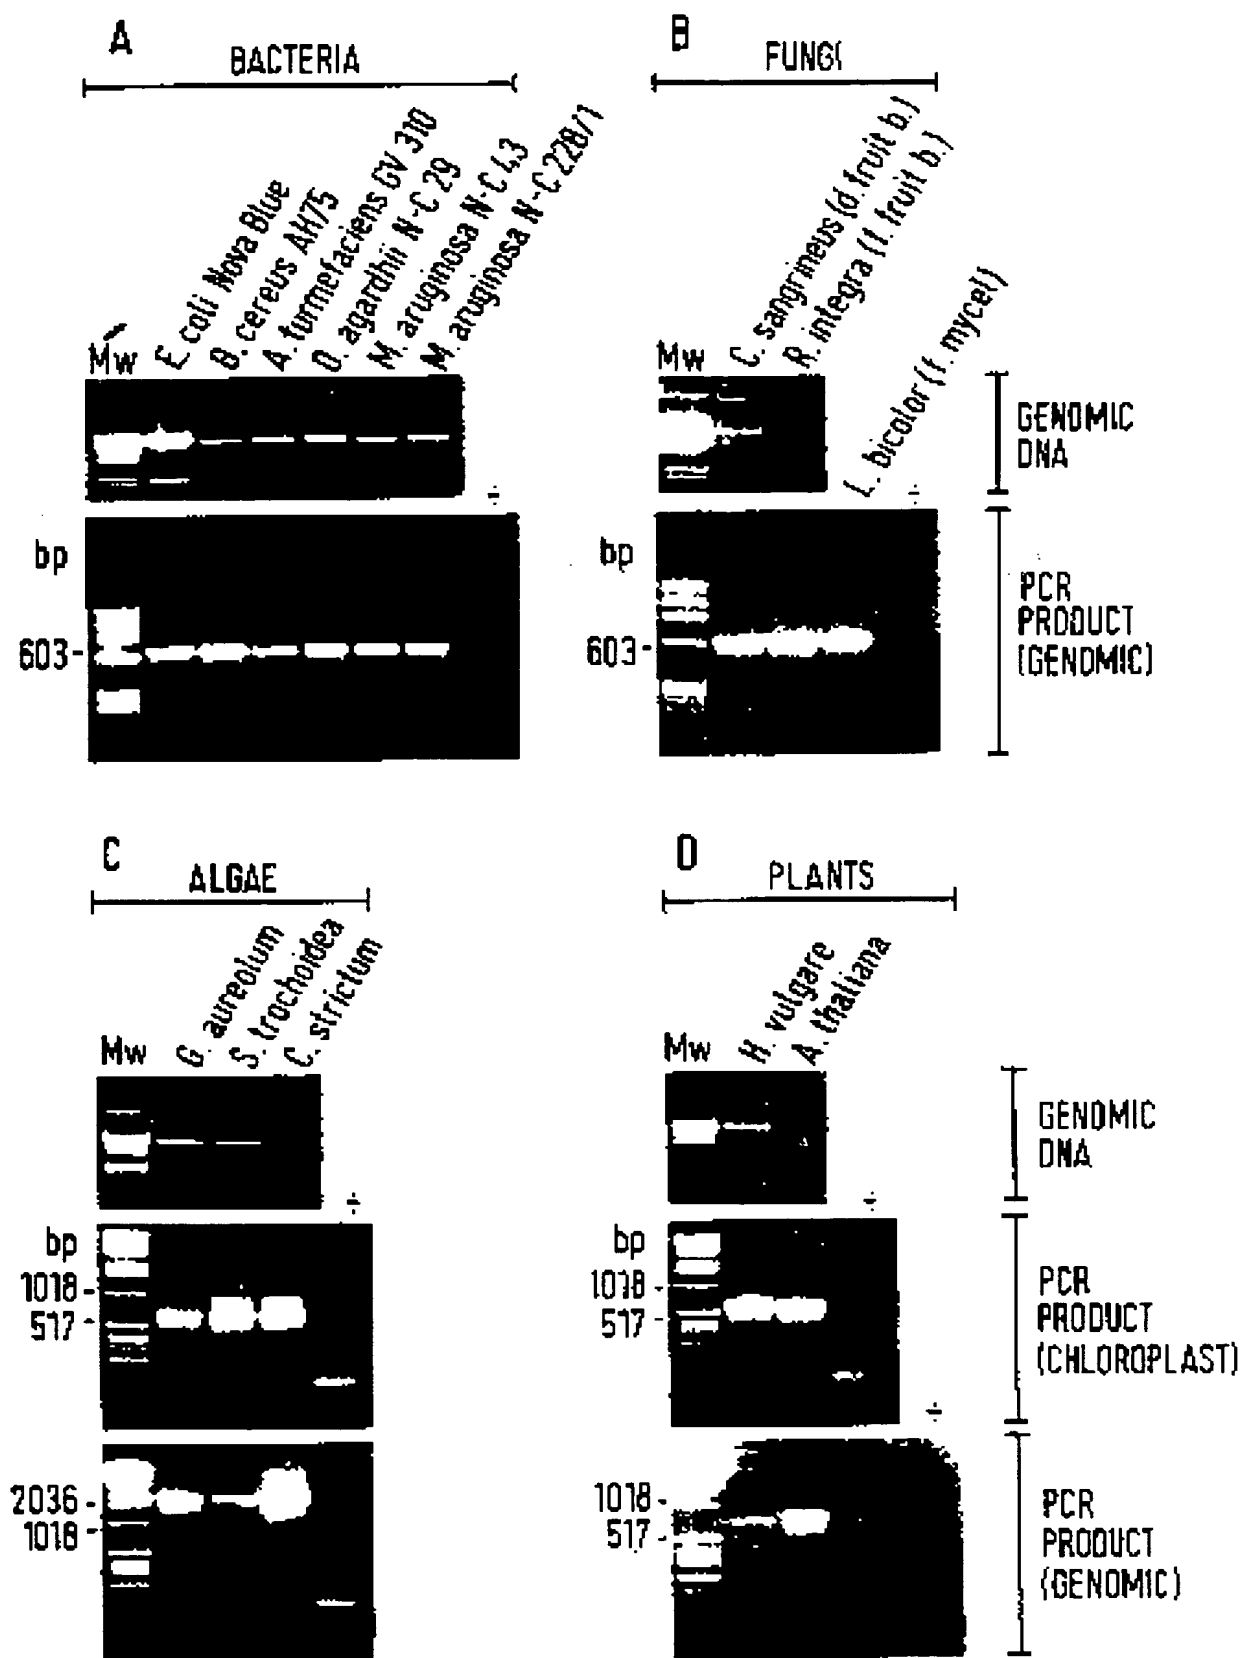 A
BACTERIA
Mw
E. coli Nova Blue
B. cereus AH75
A. tumefaciens GV 310
O. agardhii N-C 29
M. aruginosa N-C 43
M. aruginosa N-C 228/1
÷
bp
603-
B
FUNGI
Mw
C. sangrineus (d. fruit b.)
R. integra (f. fruit b.)
L. bicolor (f. mycel)
÷
bp
603-
GENOMIC
DNA
PCR
PRODUCT
(GENOMIC)
C
ALGAE
Mw
G. aureolum
S. trochoidea
C. strictum
÷
bp
1018-
517-
2036-
1018-
D
PLANTS
Mw
H. vulgare
A. thaliana
÷
bp
1018-
517-
÷
1018-
517-
GENOMIC
DNA
PCR
PRODUCT
(CHLOROPLAST)
PCR
PRODUCT
(GENOMIC)